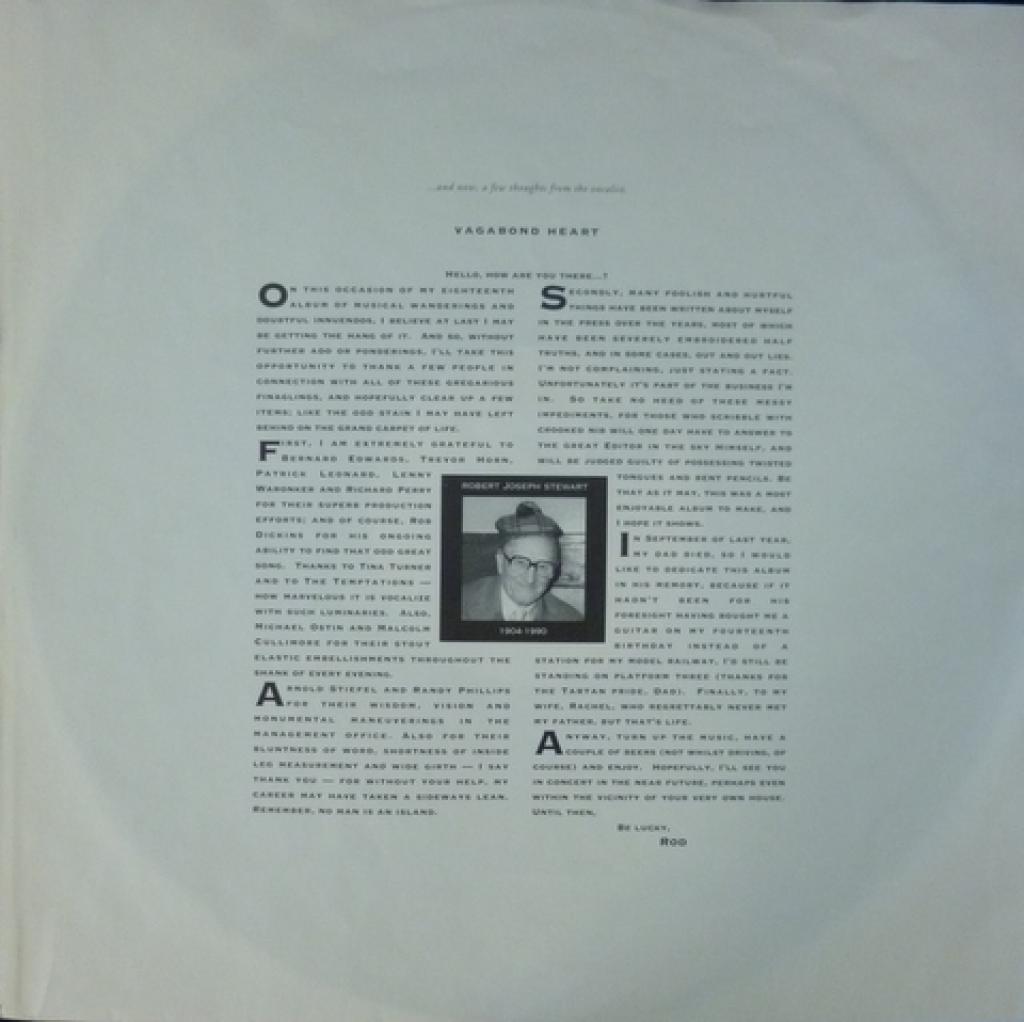 ...and now, a few thoughts from the vocalist.
VAGABOND HEART
HELLO, HOW ARE YOU THERE...?
ON THIS OCCASION OF MY EIGHTEENTH
ALBUM OF MUSICAL WANDERINGS AND
DOUBTFUL INNUENDOS, I BELIEVE AT LAST I MAY
BE GETTING THE HANG OF IT. AND SO, WITHOUT
FURTHER ADO OR PONDERINGS, I'LL TAKE THIS
OPPORTUNITY TO THANK A FEW PEOPLE IN
CONNECTION WITH ALL OF THESE GREGARIOUS
FINAGLINGS, AND HOPEFULLY CLEAR UP A FEW
ITEMS; LIKE THE ODD STAIN I MAY HAVE LEFT
BEHIND ON THE GRAND CARPET OF LIFE.
FIRST, I AM EXTREMELY GRATEFUL TO
BERNARD EDWARDS, TREVOR HORN,
PATRICK LEONARD, LENNY
WARONKER AND RICHARD PERRY
FOR THEIR SUPERB PRODUCTION
EFFORTS; AND OF COURSE, ROB
DICKINS FOR HIS ONGOING
ABILITY TO FIND THAT ODD GREAT
SONG. THANKS TO TINA TURNER
AND TO THE TEMPTATIONS —
HOW MARVELOUS IT IS VOCALIZE
WITH SUCH LUMINARIES. ALSO,
MICHAEL OSTIN AND MALCOLM
CULLIMORE FOR THEIR STOUT
ELASTIC EMBELLISHMENTS THROUGHOUT THE
SHANK OF EVERY EVENING.
ARNOLD STIEFEL AND RANDY PHILLIPS
FOR THEIR WISDOM, VISION AND
MONUMENTAL MANEUVERINGS IN THE
MANAGEMENT OFFICE. ALSO FOR THEIR
BLUNTNESS OF WORD, SHORTNESS OF INSIDE
LEG MEASUREMENT AND WIDE GIRTH — I SAY
THANK YOU — FOR WITHOUT YOUR HELP, MY
CAREER MAY HAVE TAKEN A SIDEWAYS LEAN.
REMEMBER, NO MAN IS AN ISLAND.
ROBERT JOSEPH STEWART
1904-1990
SECONDLY, MANY FOOLISH AND HURTFUL
THINGS HAVE BEEN WRITTEN ABOUT MYSELF
IN THE PRESS OVER THE YEARS, MOST OF WHICH
HAVE BEEN SEVERELY EMBROIDERED HALF
TRUTHS, AND IN SOME CASES, OUT AND OUT LIES.
I'M NOT COMPLAINING, JUST STATING A FACT.
UNFORTUNATELY IT'S PART OF THE BUSINESS I'M
IN. SO TAKE NO HEED OF THESE MESSY
IMPEDIMENTS, FOR THOSE WHO SCRIBBLE WITH
CROOKED NIB WILL ONE DAY HAVE TO ANSWER TO
THE GREAT EDITOR IN THE SKY HIMSELF, AND
WILL BE JUDGED GUILTY OF POSSESSING TWISTED
TONGUES AND BENT PENCILS. BE
THAT AS IT MAY, THIS WAS A MOST
ENJOYABLE ALBUM TO MAKE, AND
I HOPE IT SHOWS.
IN SEPTEMBER OF LAST YEAR,
MY DAD DIED, SO I WOULD
LIKE TO DEDICATE THIS ALBUM
IN HIS MEMORY, BECAUSE IF IT
HADN'T BEEN FOR HIS
FORESIGHT HAVING BOUGHT ME A
GUITAR ON MY FOURTEENTH
BIRTHDAY INSTEAD OF A
STATION FOR MY MODEL RAILWAY, I'D STILL BE
STANDING ON PLATFORM THREE (THANKS FOR
THE TARTAN PRIDE, DAD). FINALLY, TO MY
WIFE, RACHEL, WHO REGRETTABLY NEVER MET
MY FATHER, BUT THAT'S LIFE.
ANYWAY, TURN UP THE MUSIC, HAVE A
COUPLE OF BEERS (NOT WHILST DRIVING, OF
COURSE) AND ENJOY. HOPEFULLY, I'LL SEE YOU
IN CONCERT IN THE NEAR FUTURE, PERHAPS EVEN
WITHIN THE VICINITY OF YOUR VERY OWN HOUSE.
UNTIL THEN,
BE LUCKY,
ROD